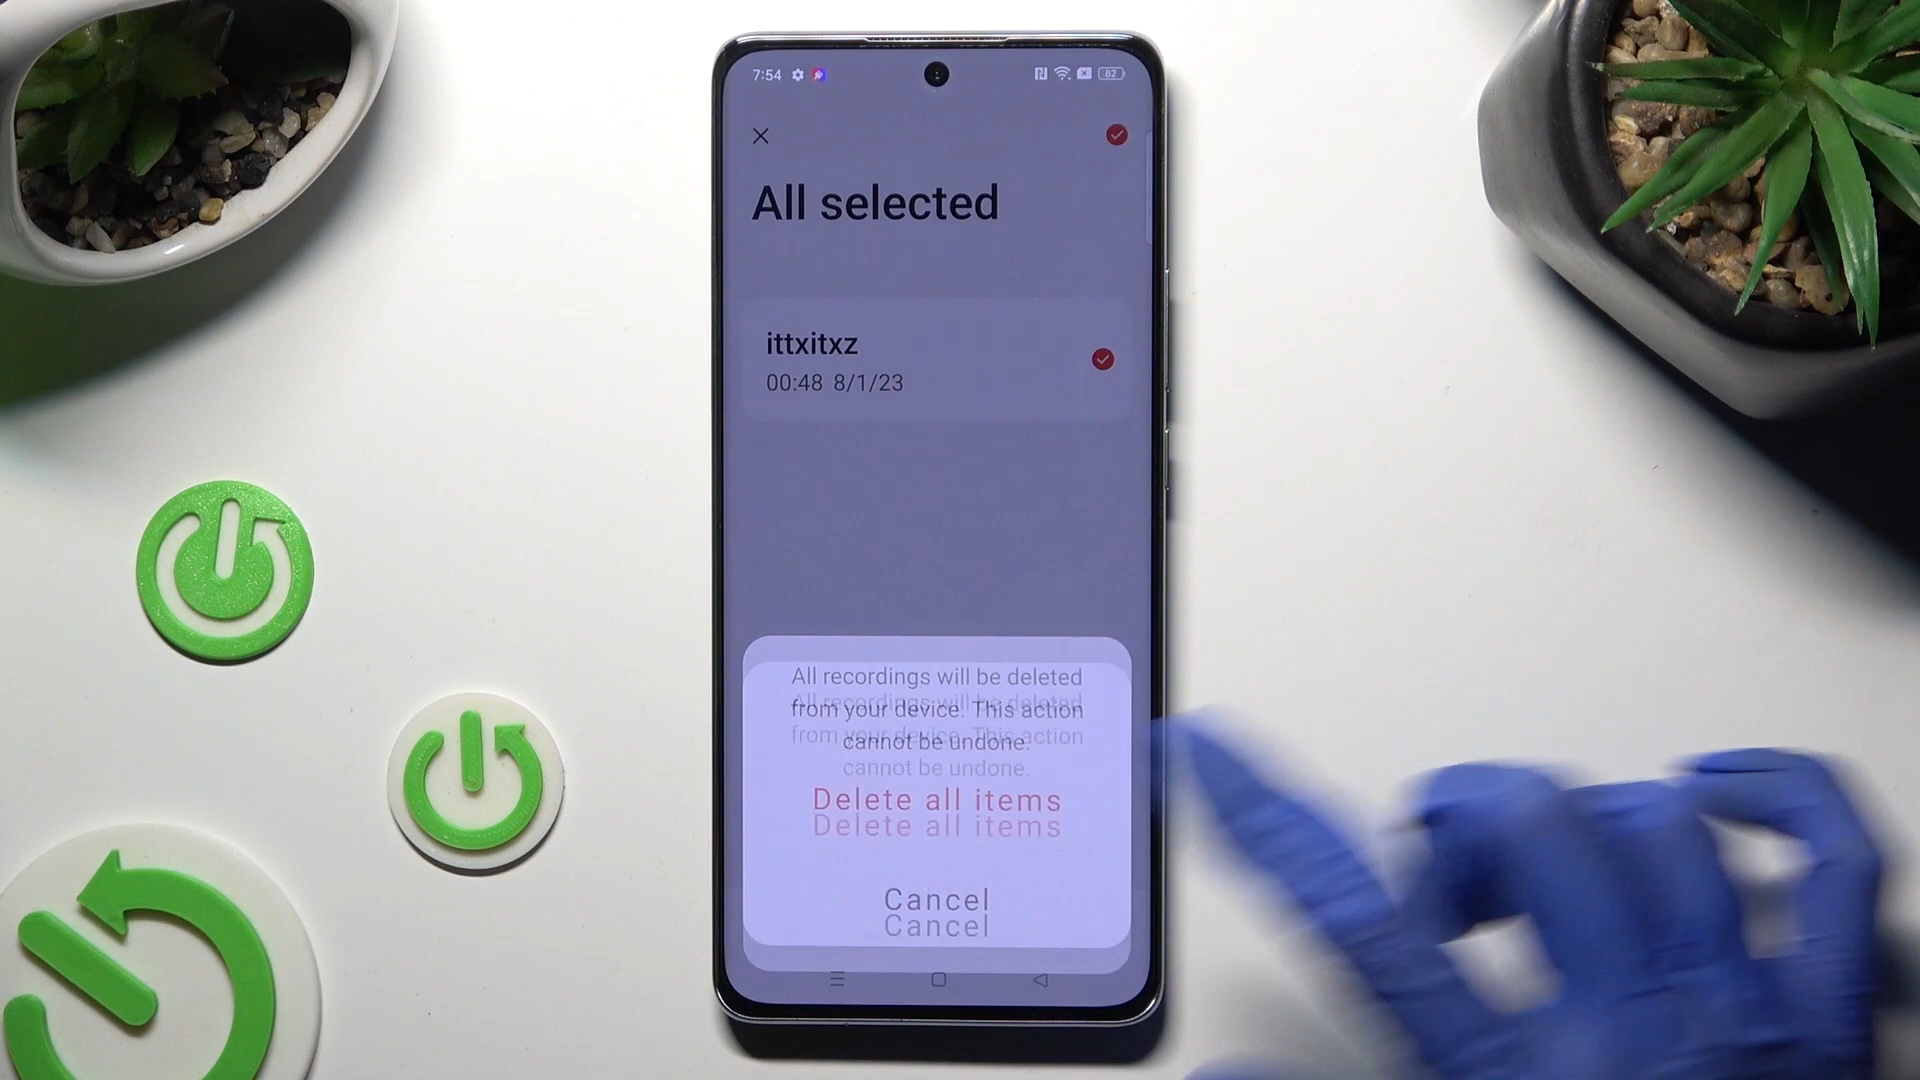 7:54
82
All selected
ittxitxz
00:48 8/1/23
All recordings will be deleted
from your device. This action
cannot be undone.
Delete all items
Cancel